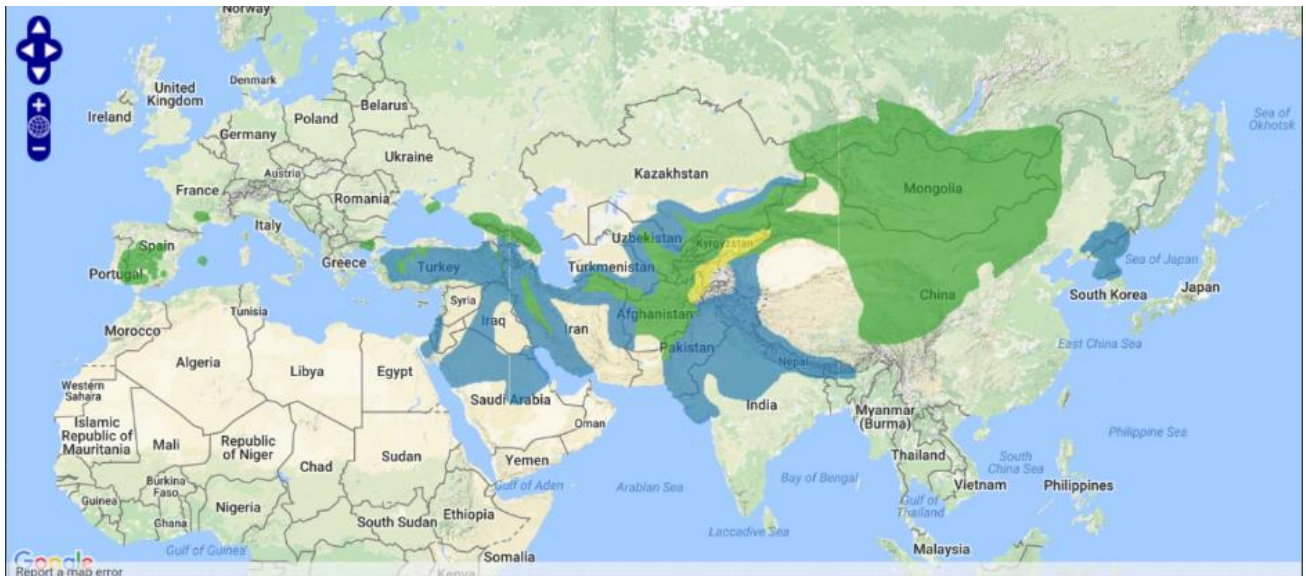 Norway
Sea of
Okhotsk
United
Kingdom
Denmark
Ireland
Belarus
Poland
Germany
Ukraine
Kazakhstan
Austria
France
Mongolia
Romania
Italy
Spain
Uzbekistan
Kyrgyzstan
Portugal
Greece
Turkey
Turkmenistan
Sea of Japan
Syria
China
South Korea
Japan
Tunisia
Iraq
Afghanistan
Morocco
Iran
East China Sea
Pakistan
Algeria
Nepal
Libya
Egypt
Western
Sahara
Saudi Arabia
India
Myanmar
(Burma)
Islamic
Republic of
Mauritania
Oman
Philippine Sea
Mali
Republic
of Niger
Sudan
Thailand
South
China Sea
Chad
Yemen
Burkina
Faso
Gulf of Aden
Arabian Sea
Bay of Bengal
Vietnam
Philippines
Guinea
Nigeria
Gulf of
Thailand
Ghana
South Sudan
Ethiopia
Laccadive Sea
Gulf of Guinea
Somalia
Malaysia
Google
Kenya
Report a map error